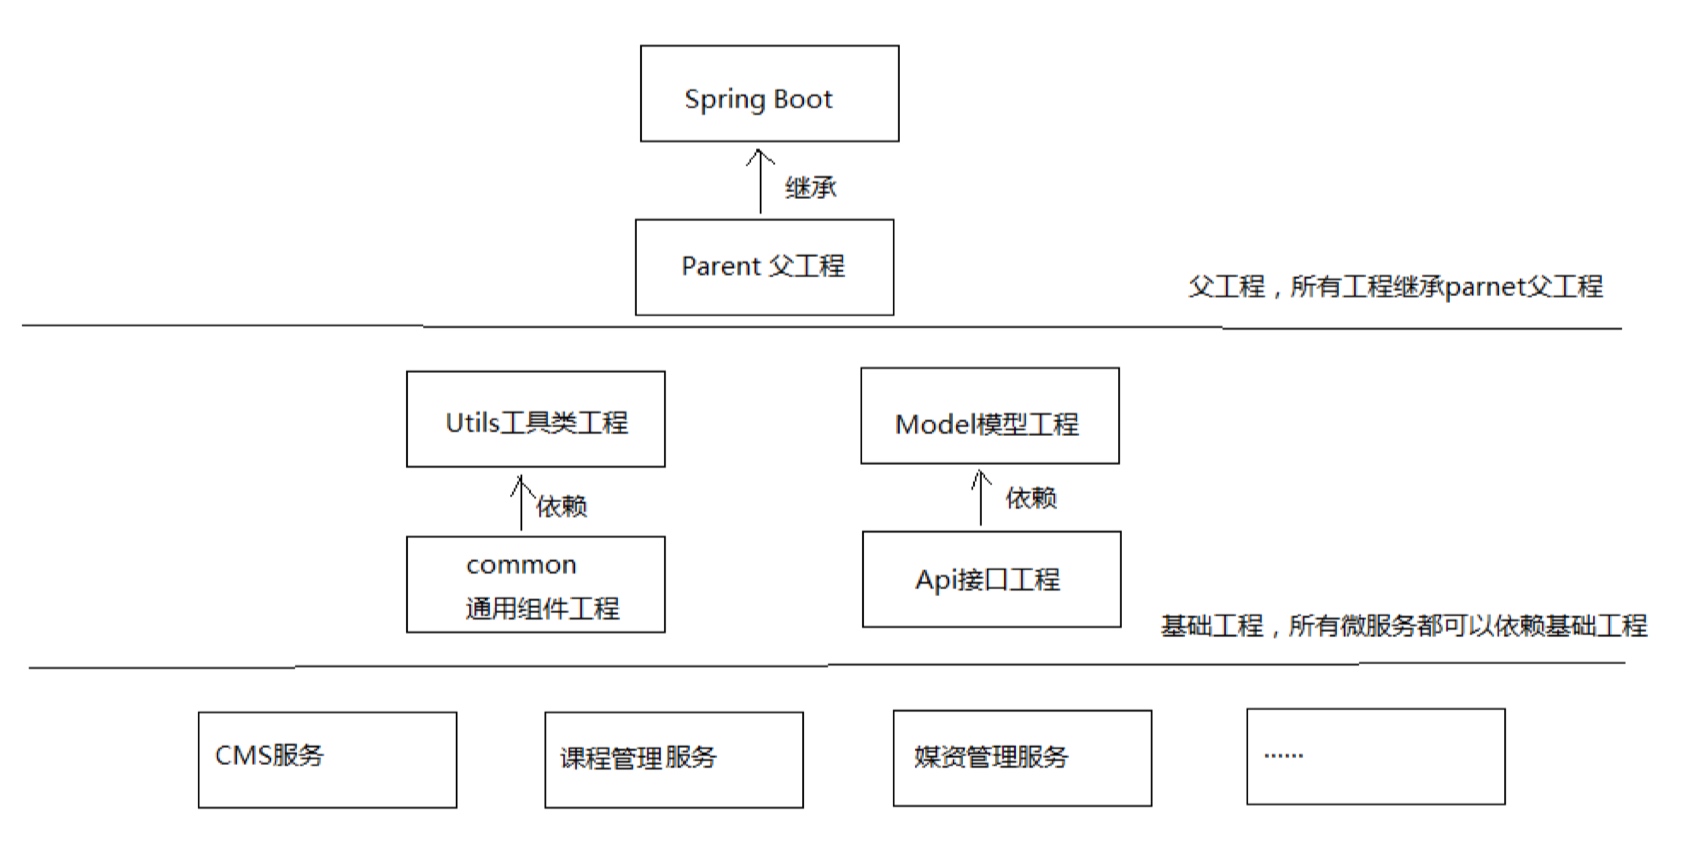 Spring Boot
继承
Parent 父工程
父工程，所有工程继承parnet父工程
Utils工具类工程
Model模型工程
依赖
依赖
common
通用组件工程
Api接口工程
基础工程，所有微服务都可以依赖基础工程
CMS服务
课程管理服务
媒资管理服务
......